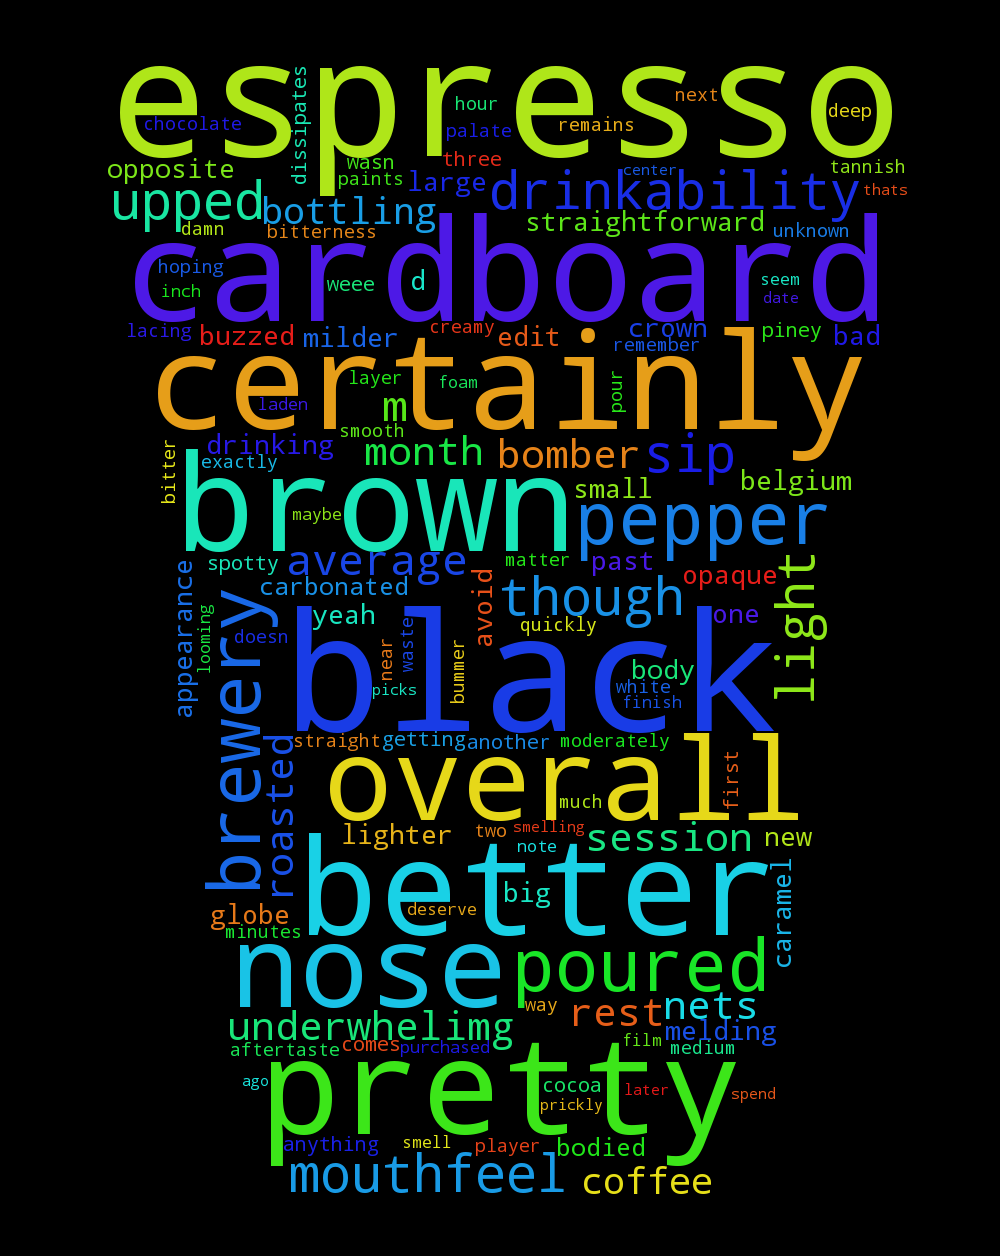 espresso
dissipates
hour
next
deep
chocolate
palate
remains
opposite
wasn
three
center
tannish
paints
large
drinkability
thats
upped
bottling
straightforward
damn
bitterness
unknown
cardboard
hoping
weee
d
seem
inch
date
lacing
buzzed
milder
creamy
edit
crown
remember
piney
bad
certainly
layer
foam
pour
laden
m
smooth
drinking
month
bomber
sip
bitter
exactly
belgium
brown
small
maybe
pepper
average
matter
past
light
spotty
opaque
appearance
carbonated
avoid
though
brewery
looming
yeah
quickly
one
doesn
black
near
waste
bummer
body
picks
white
finish
straight
getting
another
moderately
roasted
overall
first
much
lighter
two
smelling
session
new
note
better
big
caramel
globe
deserve
minutes
nose
poured
way
rest
nets
underwhelimg
melding
aftertaste
comes
purchased
film
medium
pretty
ago
cocoa
later
spend
prickly
anything
smell
player
bodied
mouthfeel
coffee